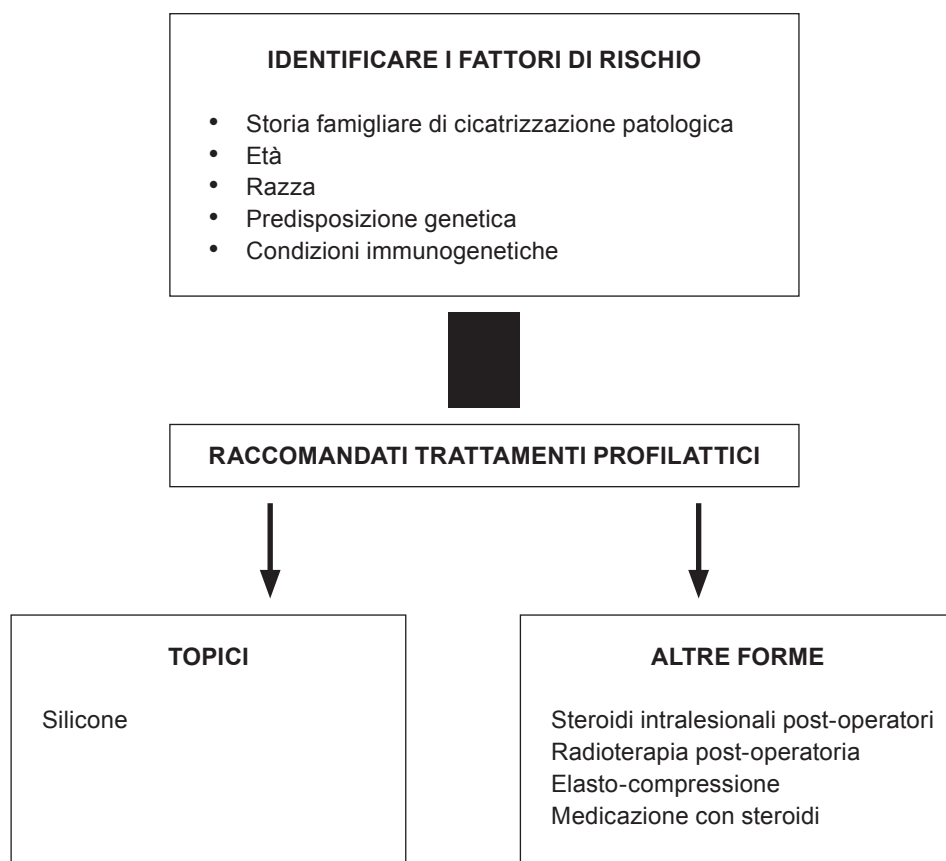 IDENTIFICARE I FATTORI DI RISCHIO
• Storia famigliare di cicatrizzazione patologica
• Età
• Razza
• Predisposizione genetica
• Condizioni immunogenetiche
RACCOMANDATI TRATTAMENTI PROFILATTICI
TOPICI
Silicone
ALTRE FORME
Steroidi intralesionali post-operatori
Radioterapia post-operatoria
Elasto-compressione
Medicazione con steroidi